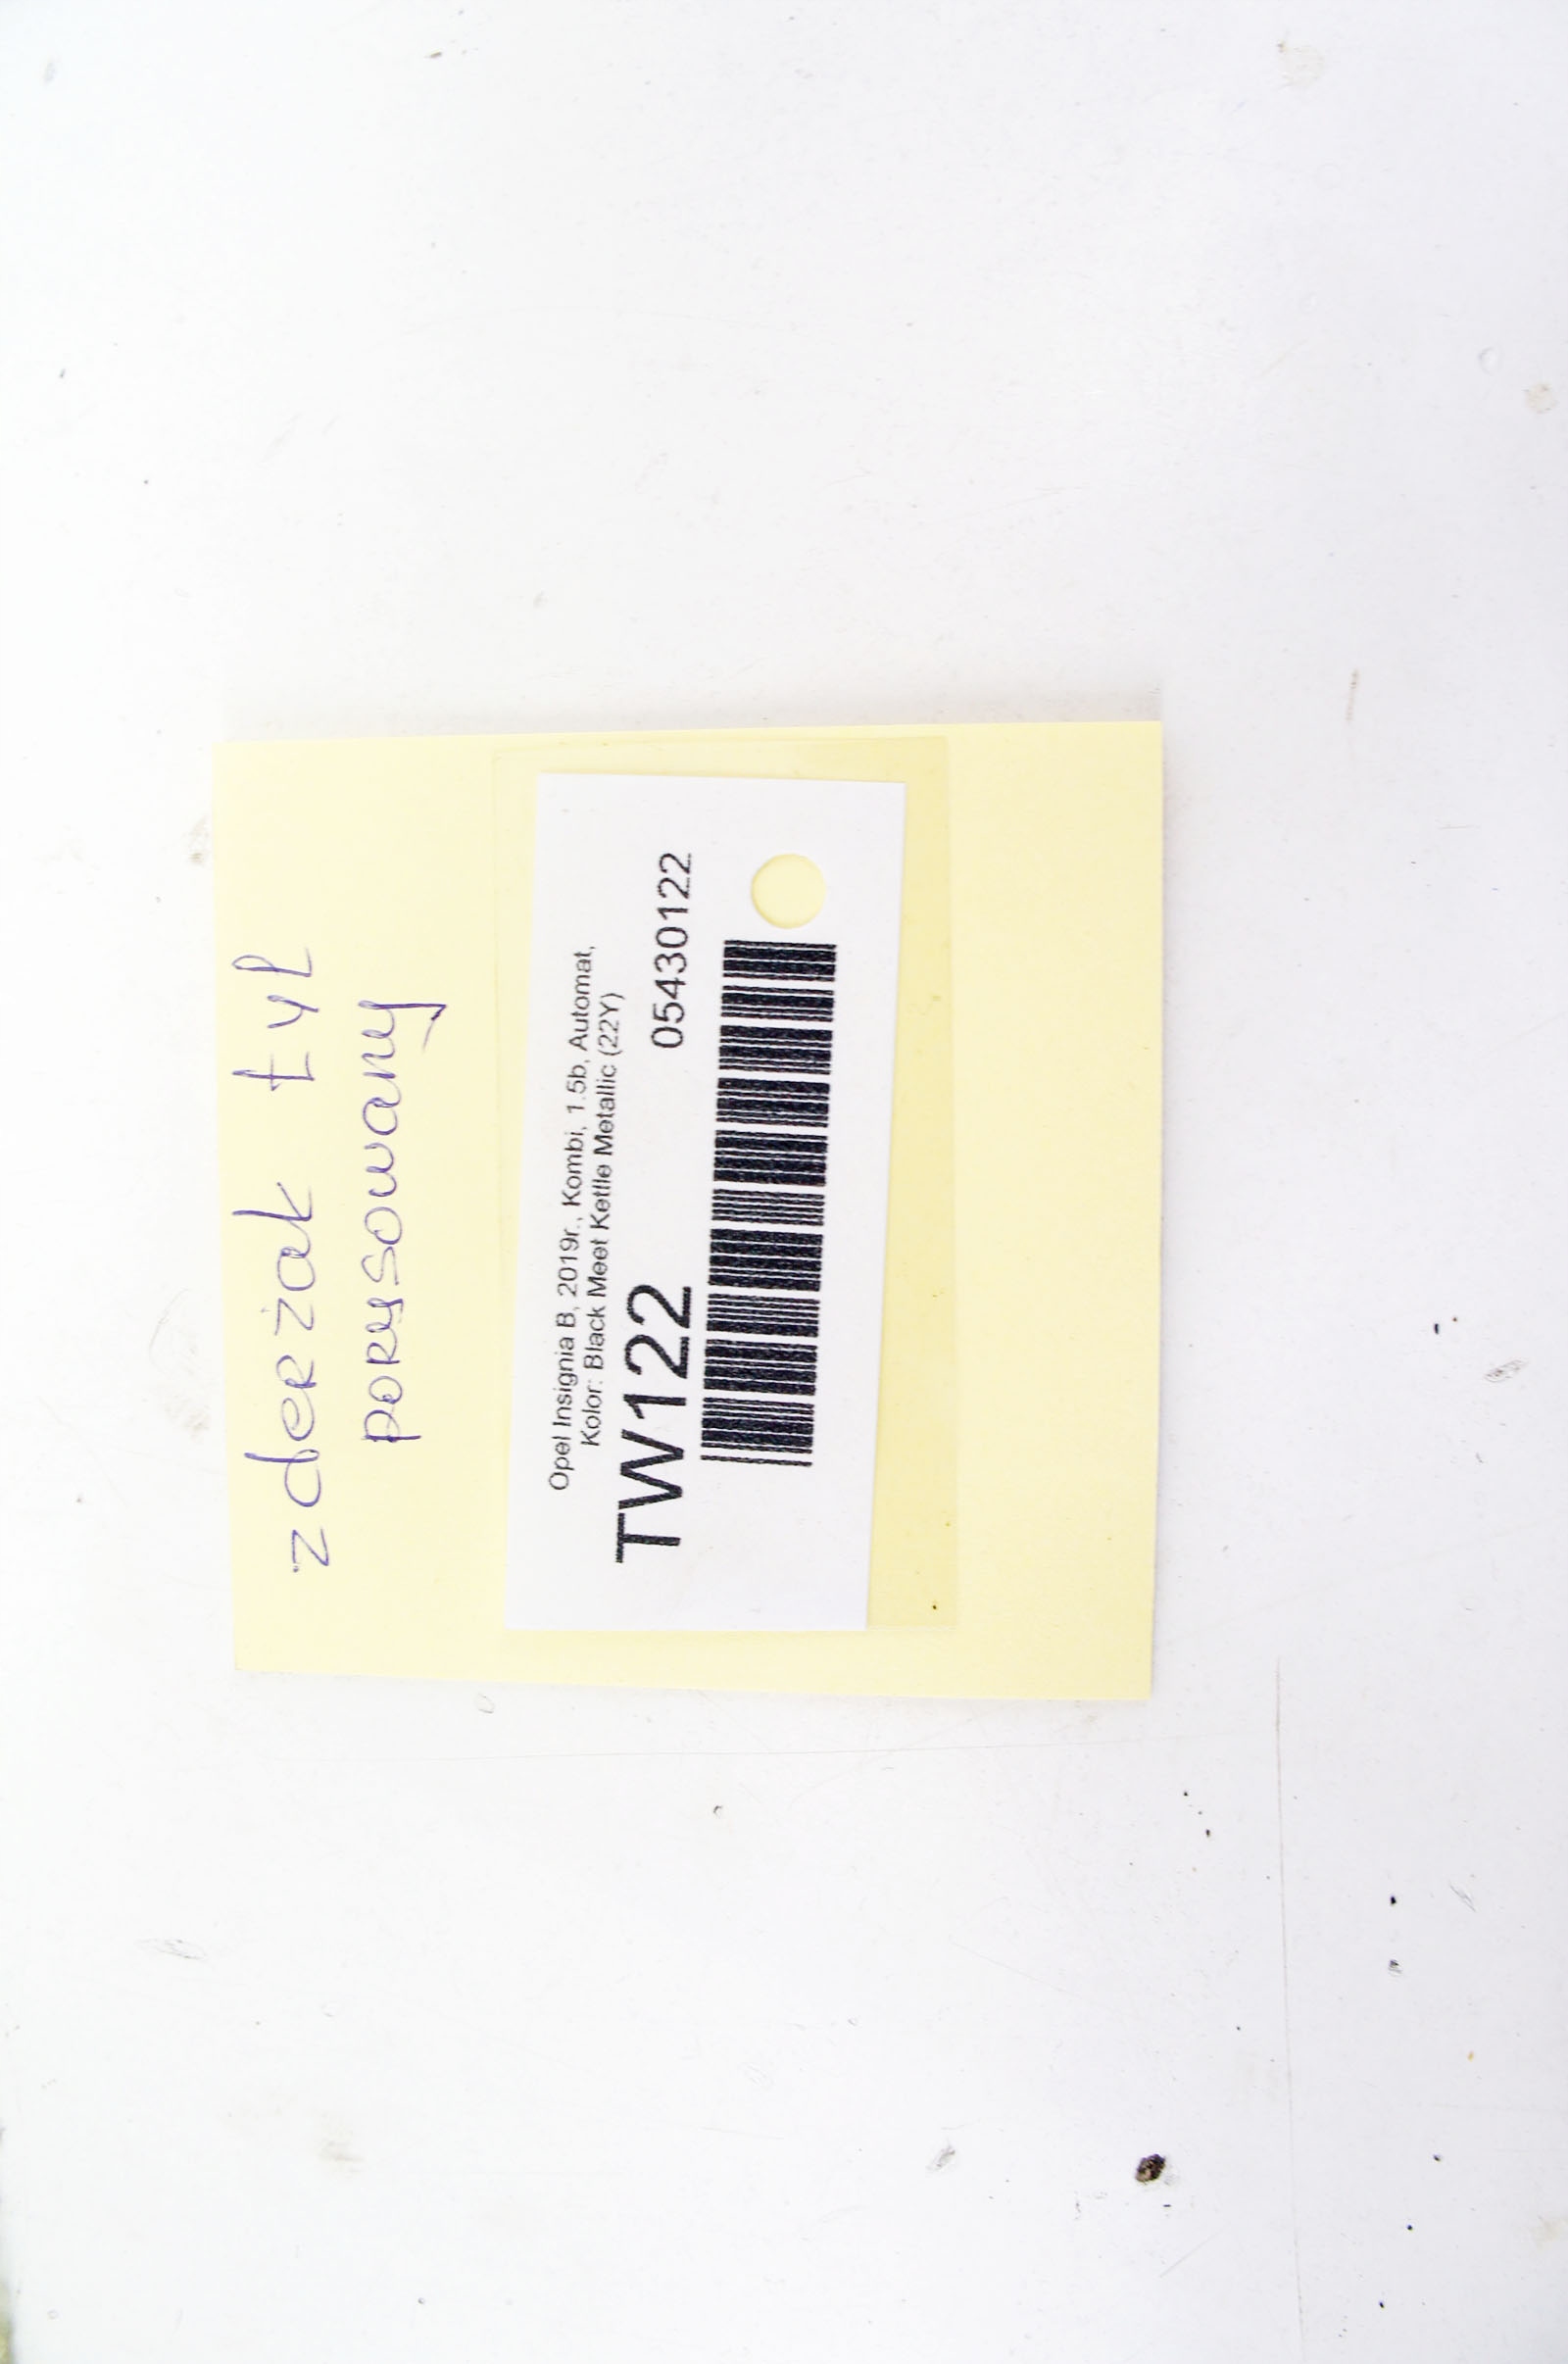 zderzak tył
porysowany
Opel Insignia B, 2019r., Kombi, 1.5b, Automat,
Kolor: Black Meet Kettle Metallic (22Y)
TW122 05430122